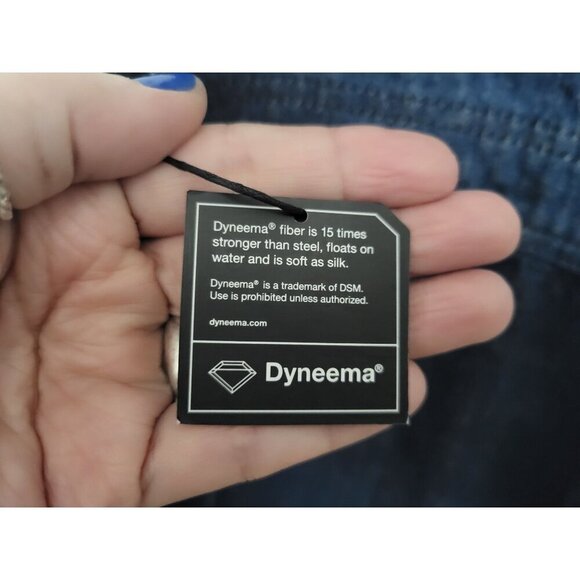 Dyneema® fiber is 15 times
stronger than steel, floats on
water and is soft as silk.
Dyneema® is a trademark of DSM.
Use is prohibited unless authorized.
dyneema.com
Dyneema®